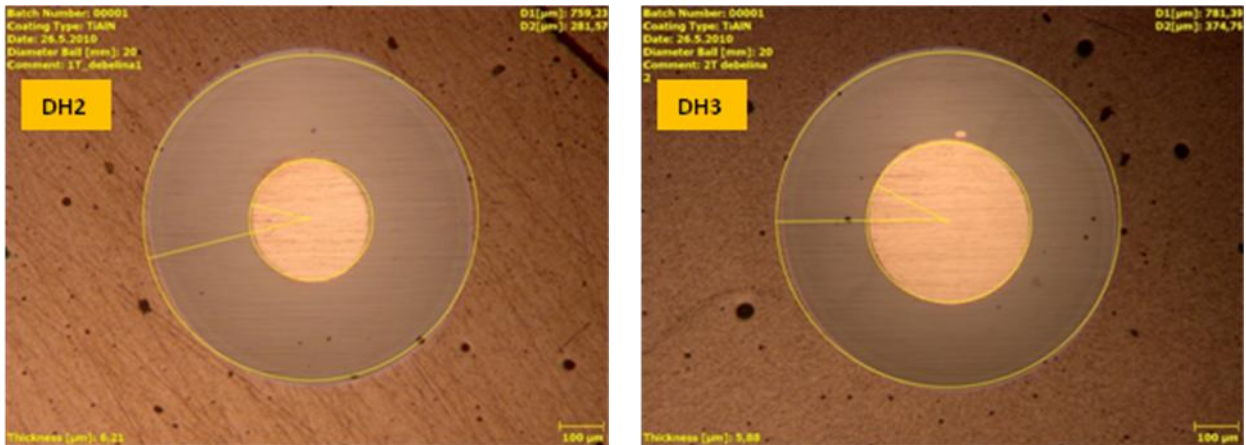 Batch Number: 00001
Coating Type: TiAlN
Date: 26.5.2010
Diameter Ball [mm]: 20
Comment: 1T_debelina1
D1[µm]: 759,23
D2[µm]: 281,57
DH2
Thickness [µm]: 6,21
100 µm
Batch Number: 00001
Coating Type: TiAlN
Date: 26.5.2010
Diameter Ball [mm]: 20
Comment: 2T debelina
2
D1[µm]: 781,39
D2[µm]: 374,76
DH3
Thickness [µm]: 5,88
100 µm